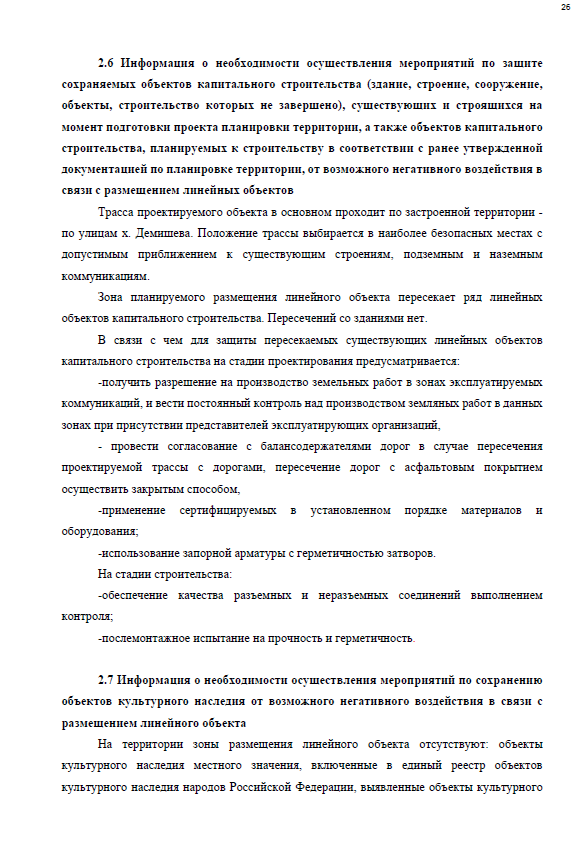 26
2.6 Информация о необходимости осуществления мероприятий по защите
сохраняемых объектов капитального строительства (здание, строение, сооружение,
объекты, строительство которых не завершено), существующих и строящихся на
момент подготовки проекта планировки территории, а также объектов капитального
строительства, планируемых к строительству в соответствии с ранее утвержденной
документацией по планировке территории, от возможного негативного воздействия в
связи с размещением линейных объектов
Трасса проектируемого объекта в основном проходит по застроенной территории -
по улицам х. Демишева. Положение трассы выбирается в наиболее безопасных местах с
допустимым приближением к существующим строениям, подземным и наземным
коммуникациям.
Зона планируемого размещения линейного объекта пересекает ряд линейных
объектов капитального строительства. Пересечений со зданиями нет.
В связи с чем для защиты пересекаемых существующих линейных объектов
капитального строительства на стадии проектирования предусматривается:
-получить разрешение на производство земельных работ в зонах эксплуатируемых
коммуникаций, и вести постоянный контроль над производством земляных работ в данных
зонах при присутствии представителей эксплуатирующих организаций,
- провести согласование с балансодержателями дорог в случае пересечения
проектируемой трассы с дорогами, пересечение дорог с асфальтовым покрытием
осуществить закрытым способом,
-применение сертифицируемых в установленном порядке материалов и
оборудования;
-использование запорной арматуры с герметичностью затворов.
На стадии строительства:
-обеспечение качества разъемных и неразъемных соединений выполнением
контроля;
-послемонтажное испытание на прочность и герметичность.
2.7 Информация о необходимости осуществления мероприятий по сохранению
объектов культурного наследия от возможного негативного воздействия в связи с
размещением линейного объекта
На территории зоны размещения линейного объекта отсутствуют: объекты
культурного наследия местного значения, включенные в единый реестр объектов
культурного наследия народов Российской Федерации, выявленные объекты культурного